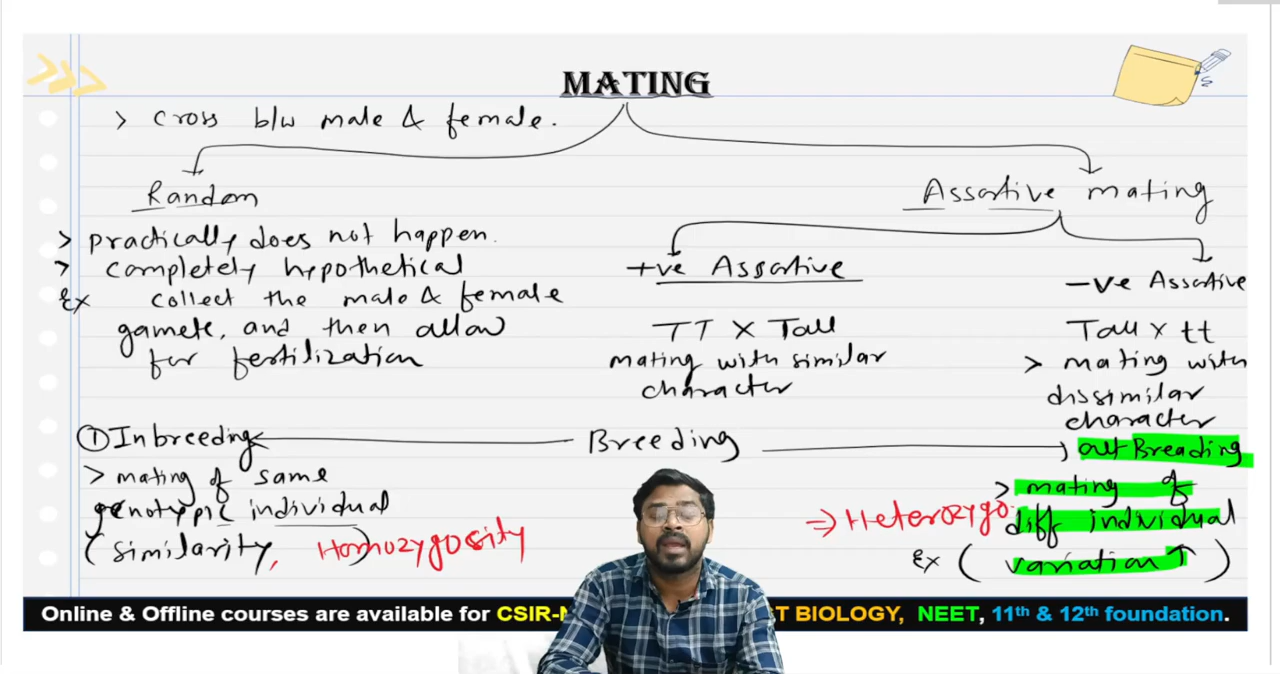 MATING
> cross b/w male & female.
Random
> practically does not happen.
> completely hypothetical
Ex collect the male & female
gamete, and then allow
for fertilization
Assortive mating
+ve Assortive
TT X Tall
mating with similar
character
-ve Assortive
Tall x tt
> mating with
dissimilar
character
Breeding
① Inbreeding
> mating of same
genotypic individual
(similarity, Homozygosity)
out Breading
> mating of
diff individual
Ex (variation ↑)
⇒ Heterozygo
Online & Offline courses are available for CSIR-N ST BIOLOGY, NEET, 11th & 12th foundation.